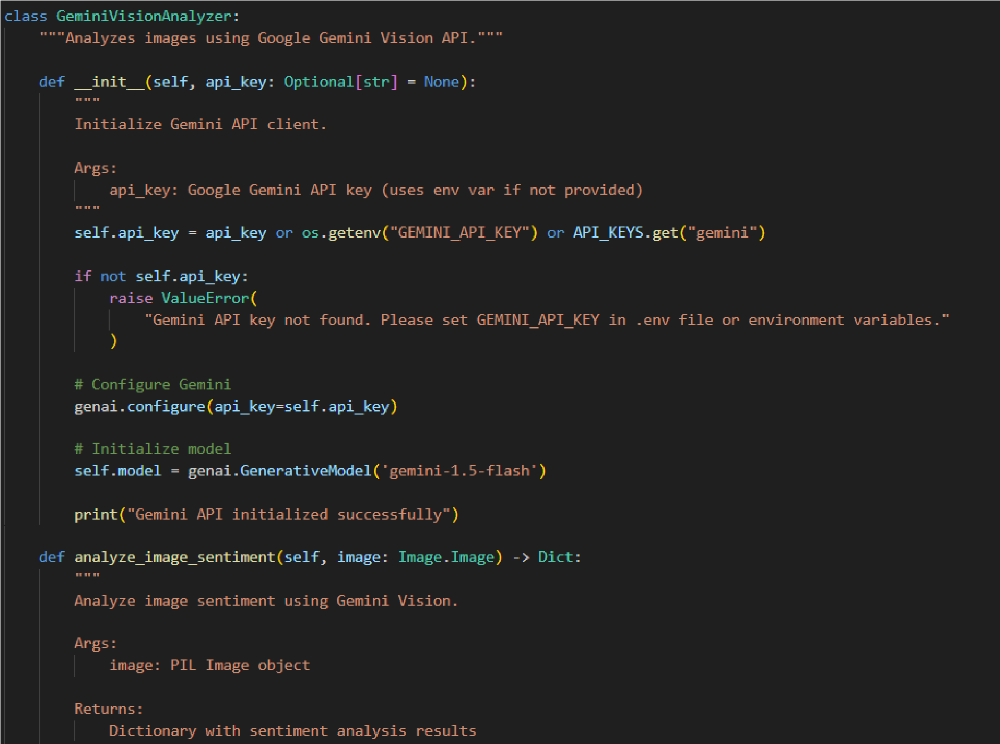 class GeminiVisionAnalyzer:
    """Analyzes images using Google Gemini Vision API."""
    def __init__(self, api_key: Optional[str] = None):
        """
        Initialize Gemini API client.
        Args:
            api_key: Google Gemini API key (uses env var if not provided)
        """
        self.api_key = api_key or os.getenv("GEMINI_API_KEY") or API_KEYS.get("gemini")
        if not self.api_key:
            raise ValueError(
                "Gemini API key not found. Please set GEMINI_API_KEY in .env file or environment variables."
            )
        # Configure Gemini
        genai.configure(api_key=self.api_key)
        # Initialize model
        self.model = genai.GenerativeModel('gemini-1.5-flash')
        print("Gemini API initialized successfully")
    def analyze_image_sentiment(self, image: Image.Image) -> Dict:
        """
        Analyze image sentiment using Gemini Vision.
        Args:
            image: PIL Image object
        Returns:
            Dictionary with sentiment analysis results